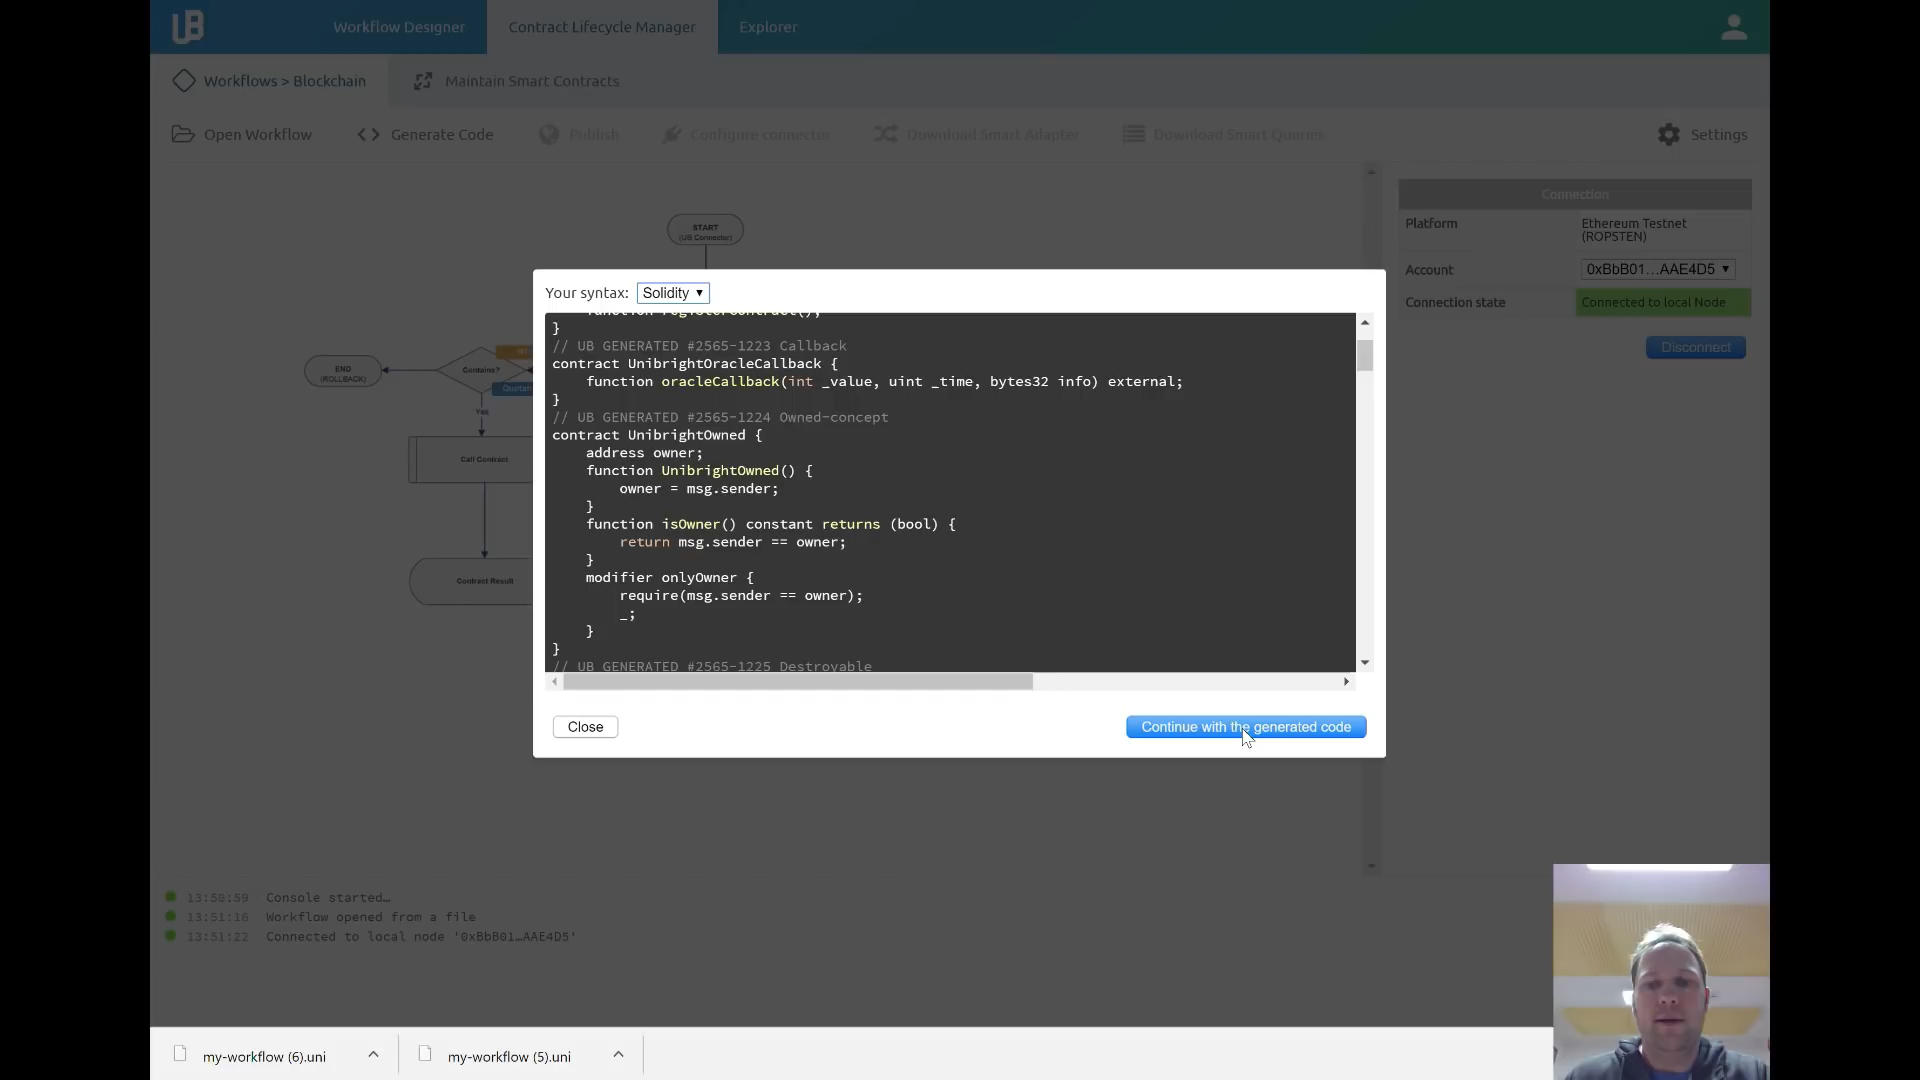 UB
Workflow Designer
Contract Lifecycle Manager
Explorer
Workflows > Blockchain
Maintain Smart Contracts
Open Workflow
Generate Code
Publish
Configure connector
Download Smart Adapter
Download Smart Queries
Settings
START
(UB Connector)
Connection
Platform
Ethereum Testnet
(ROPSTEN)
Account
0xBbB01...AAE4D5
Connection state
Connected to local Node
Disconnect
END
(ROLLBACK)
Contains?
Yes
Call Contract
Contract Result
Your syntax:
Solidity
function registerContract();
}
// UB GENERATED #2565-1223 Callback
contract UnibrightOracleCallback {
function oracleCallback(int _value, uint _time, bytes32 info) external;
}
// UB GENERATED #2565-1224 Owned-concept
contract UnibrightOwned {
address owner;
function UnibrightOwned() {
owner = msg.sender;
}
function isOwner() constant returns (bool) {
return msg.sender == owner;
}
modifier onlyOwner {
require(msg.sender == owner);
_;
}
}
// UB GENERATED #2565-1225 Destroyable
Close
Continue with the generated code
13:50:59 Console started…
13:51:16 Workflow opened from a file
13:51:22 Connected to local node '0xBbB01…AAE4D5'
my-workflow (6).uni
my-workflow (5).uni